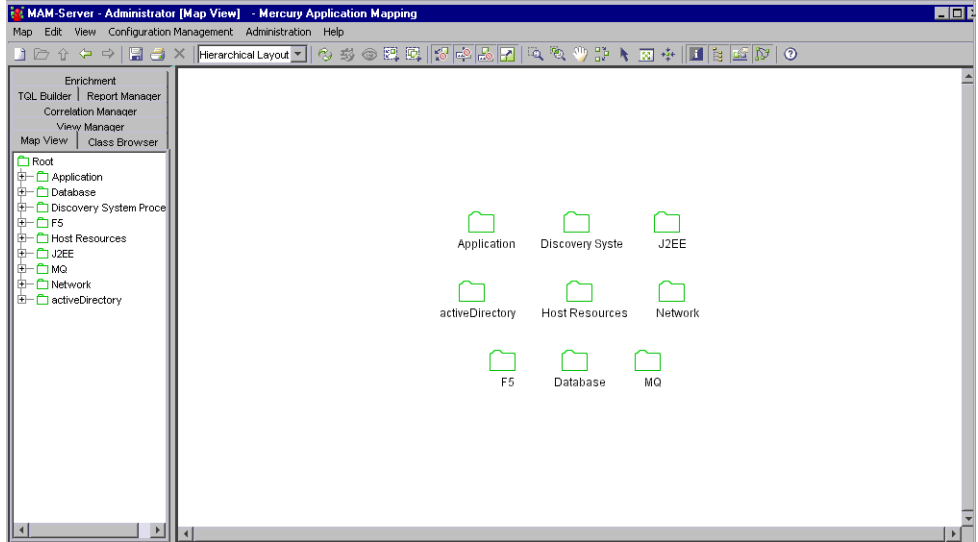 MAM-Server - Administrator [Map View] - Mercury Application Mapping
Map Edit View Configuration Management Administration Help
Hierarchical Layout
Enrichment
TQL Builder Report Manager
Correlation Manager
View Manager
Map View Class Browser
Root
Application
Database
Discovery System Proce
F5
Host Resources
J2EE
MQ
Network
activeDirectory
Application Discovery Syste J2EE
activeDirectory Host Resources Network
F5 Database MQ